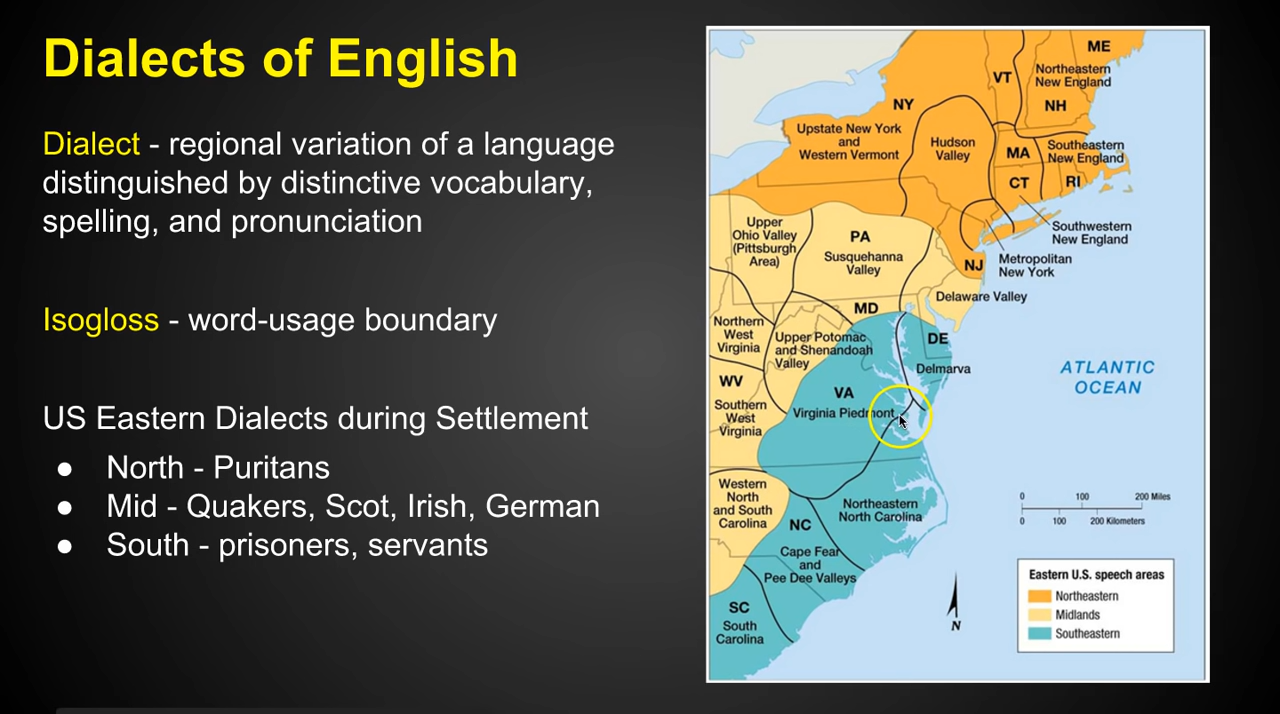 Dialects of English
Dialect - regional variation of a language
distinguished by distinctive vocabulary,
spelling, and pronunciation
Isogloss - word-usage boundary
US Eastern Dialects during Settlement
● North - Puritans
● Mid - Quakers, Scot, Irish, German
● South - prisoners, servants
ME
VT
Northeastern
New England
NH
NY
Upstate New York
and
Western Vermont
Hudson
Valley
MA
Southeastern
New England
CT
RI
Southwestern
New England
Upper
Ohio Valley
(Pittsburgh
Area)
PA
Susquehanna
Valley
NJ
Metropolitan
New York
Delaware Valley
MD
Northern
West
Virginia
Upper Potomac
and Shenandoah
Valley
DE
Delmarva
ATLANTIC
OCEAN
WV
Southern
West
Virginia
VA
Virginia Piedmont
Western
North
and South
Carolina
Northeastern
North Carolina
NC
Cape Fear
and
Pee Dee Valleys
SC
South
Carolina
0 100 200 Miles
0 100 200 Kilometers
N
Eastern U.S. speech areas
Northeastern
Midlands
Southeastern